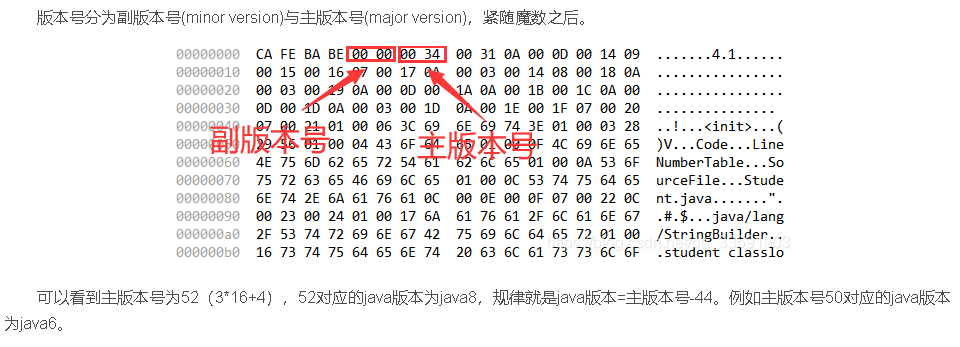 版本号分为副版本号(minor version)与主版本号(major version)，紧随魔数之后。
00000000 CA FE BA BE 00 00 00 34 00 31 0A 00 0D 00 14 09 .......4.1......
00000010 00 15 00 16 07 00 17 0A 00 03 00 14 08 00 18 0A ................
00000020 00 03 00 19 0A 00 0D 00 1A 0A 00 1B 00 1C 0A 00 ................
00000030 0D 00 1D 0A 00 03 00 1D 0A 00 1E 00 1F 07 00 20 ...............
00000040 07 00 21 01 00 06 3C 69 6E 69 74 3E 01 00 03 28 ..!...<init>...(
副版本号 主版本号
00000050 29 56 01 00 04 43 6F 64 65 01 00 0F 4C 69 6E 65 )V...Code...Line
00000060 4E 75 6D 62 65 72 54 61 62 6C 65 01 00 0A 53 6F NumberTable...So
00000070 75 72 63 65 46 69 6C 65 01 00 0C 53 74 75 64 65 urceFile...Stude
00000080 6E 74 2E 6A 61 76 61 0C 00 0E 00 0F 07 00 22 0C nt.java.......".
00000090 00 23 00 24 01 00 17 6A 61 76 61 2F 6C 61 6E 67 .#.$...java/lang
000000a0 2F 53 74 72 69 6E 67 42 75 69 6C 64 65 72 01 00 /StringBuilder..
000000b0 16 73 74 75 64 65 6E 74 20 63 6C 61 73 73 6C 6F .student classlo
可以看到主版本号为52（3*16+4），52对应的java版本为java8，规律就是java版本=主版本号-44。例如主版本号50对应的java版本
为java6。